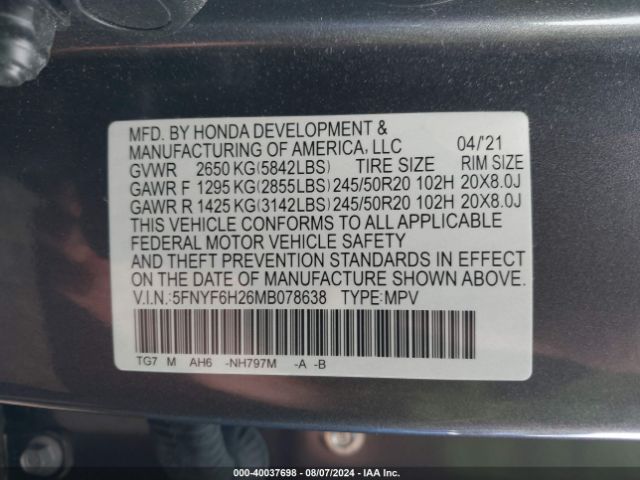 MFD. BY HONDA DEVELOPMENT &
MANUFACTURING OF AMERICA, LLC 04/'21
GVWR 2650 KG(5842LBS) TIRE SIZE RIM SIZE
GAWR F 1295 KG(2855LBS) 245/50R20 102H 20X8.0J
GAWR R 1425 KG(3142LBS) 245/50R20 102H 20X8.0J
THIS VEHICLE CONFORMS TO ALL APPLICABLE
FEDERAL MOTOR VEHICLE SAFETY
AND THEFT PREVENTION STANDARDS IN EFFECT
ON THE DATE OF MANUFACTURE SHOWN ABOVE.
V.I.N.:5FNYF6H26MB078638 TYPE:MPV
TG7 M AH6 -NH797M -A -B
000-40037698 - 08/07/2024 - IAA Inc.